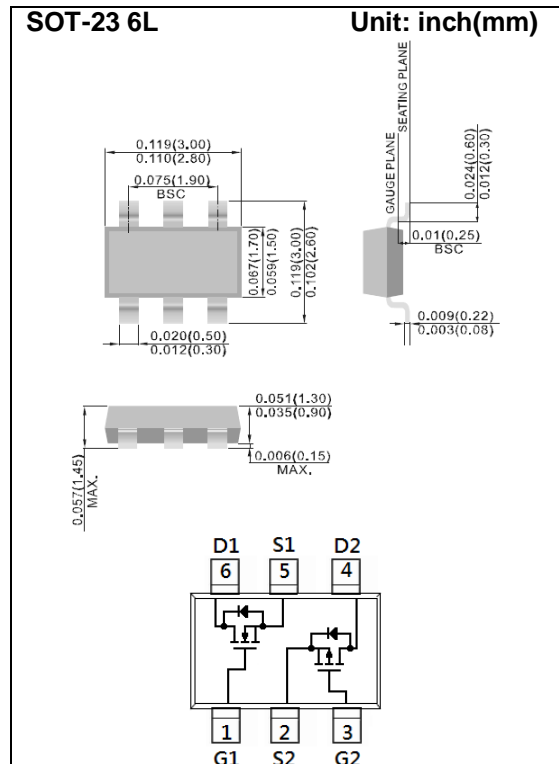 SOT-23 6L Unit: inch(mm)
SEATING PLANE
GAUGE PLANE
0.119(3.00)
0.110(2.80)
0.075(1.90)
BSC
0.024(0.60)
0.012(0.30)
0.067(1.70)
0.059(1.50)
0.119(3.00)
0.102(2.60)
0.01(0.25)
BSC
0.020(0.50)
0.012(0.30)
0.009(0.22)
0.003(0.08)
0.051(1.30)
0.035(0.90)
0.006(0.15)
MAX.
0.057(1.45)
MAX.
D1 S1 D2
6 5 4
1 2 3
G1 S2 G2